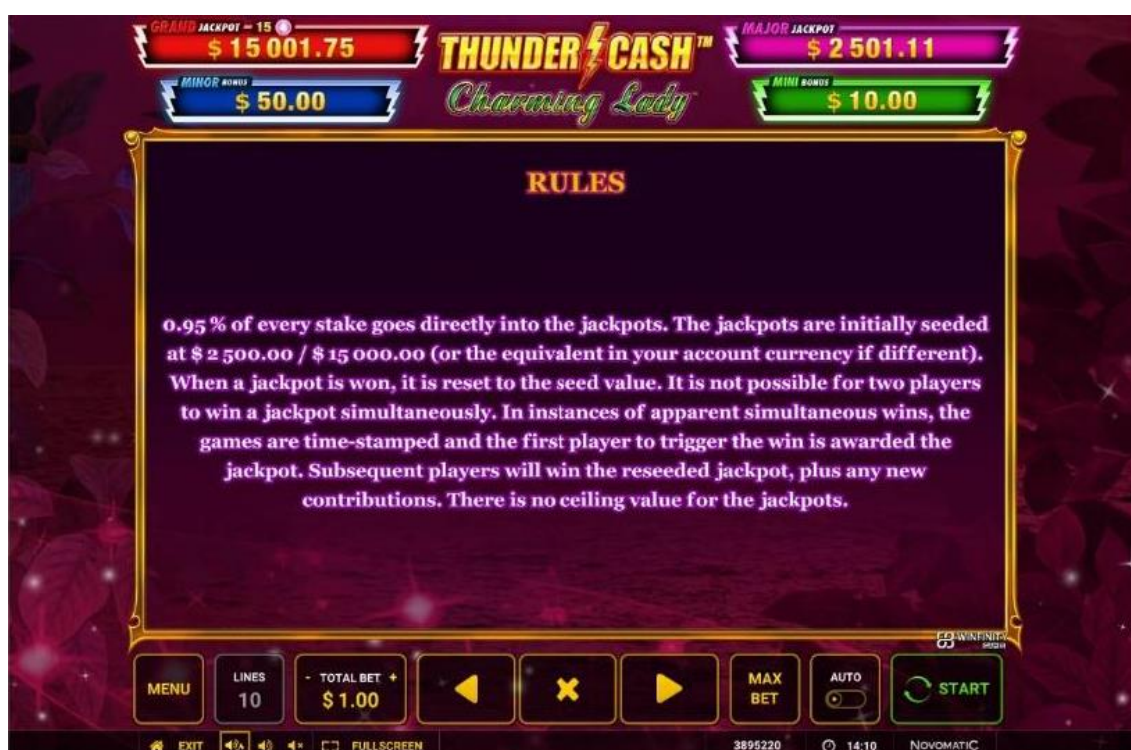 GRAND JACKPOT - 15
$ 15 001.75
THUNDER CASH™
MAJOR JACKPOT
$ 2 501.11
MINOR BONUS
$ 50.00
Charming Lady™
MINI BONUS
$ 10.00
RULES
0.95 % of every stake goes directly into the jackpots. The jackpots are initially seeded
at $ 2 500.00 / $ 15 000.00 (or the equivalent in your account currency if different).
When a jackpot is won, it is reset to the seed value. It is not possible for two players
to win a jackpot simultaneously. In instances of apparent simultaneous wins, the
games are time-stamped and the first player to trigger the win is awarded the
jackpot. Subsequent players will win the reseeded jackpot, plus any new
contributions. There is no ceiling value for the jackpots.
WINFINITY
MENU
LINES
10
- TOTAL BET +
$ 1.00
MAX
BET
AUTO
START
EXIT
FULLSCREEN
3895220
14:10
NOVOMATIC